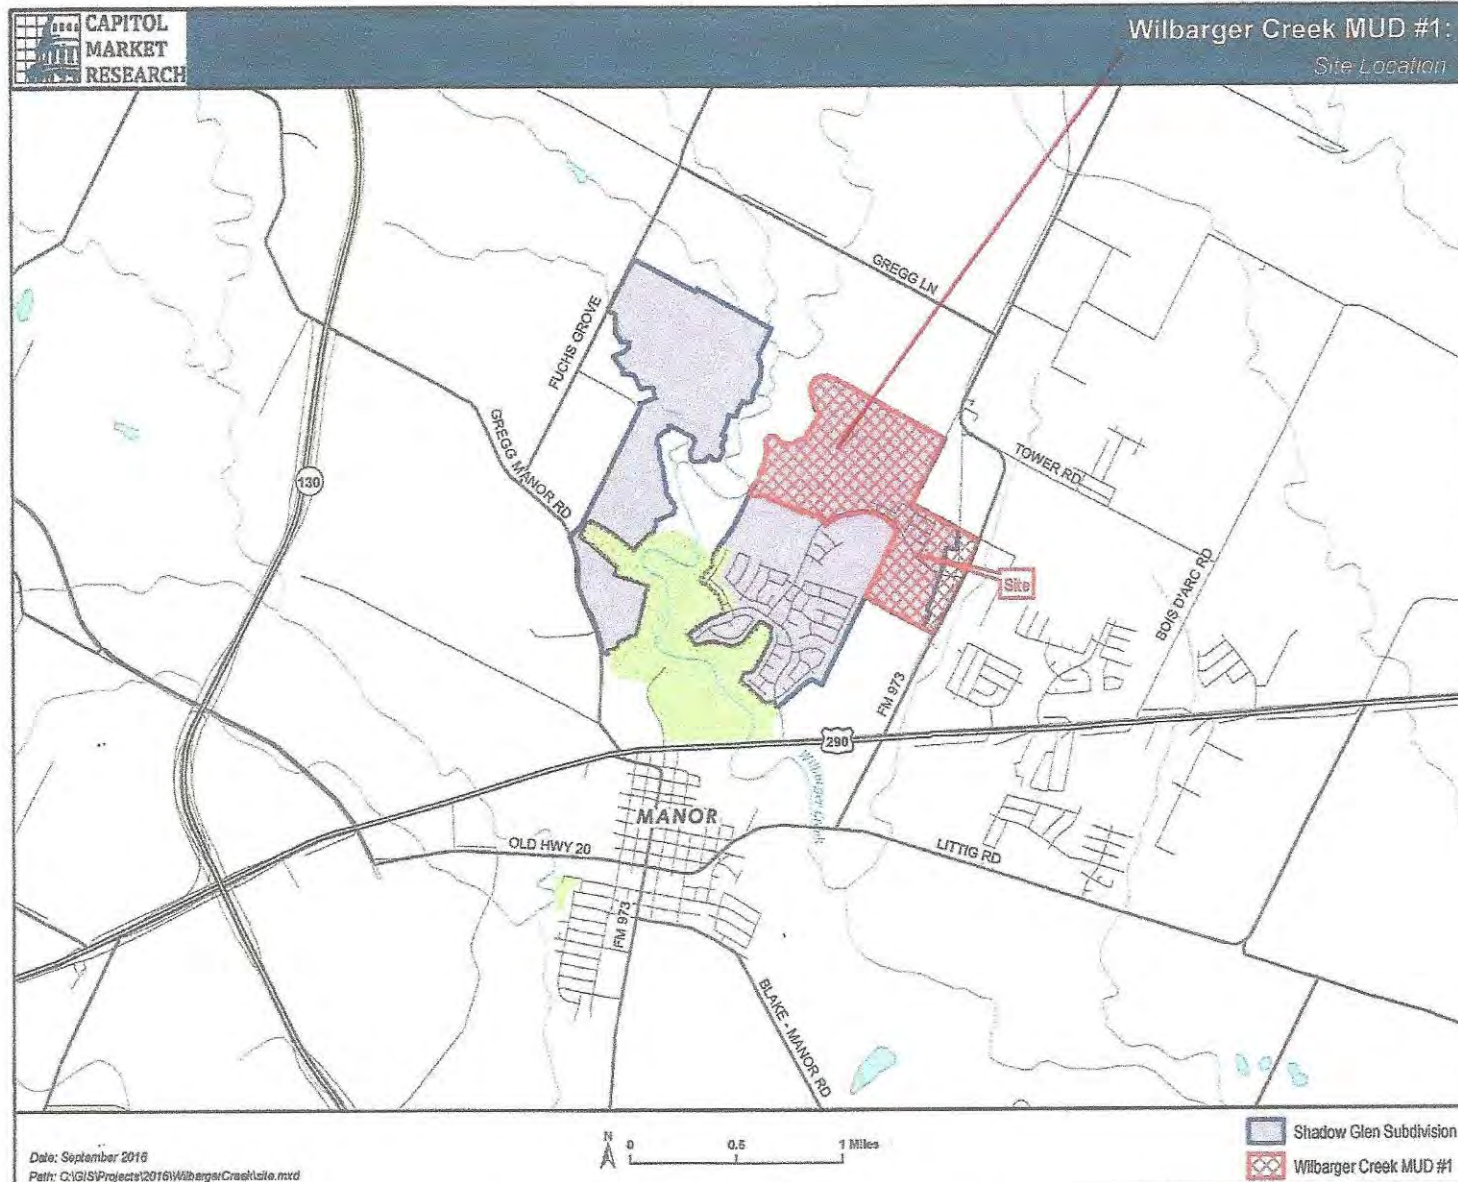 CAPITOL
MARKET
RESEARCH
Wilbarger Creek MUD #1:
Site Location
GREGG LN
FUCHS GROVE
GREGG MANOR RD
TOWER RD
130
Site
BOIS D'ARC RD
FM 973
290
Wilbarger Creek
MANOR
OLD HWY 20
LITTIG RD
FM 973
BLAKE - MANOR RD
N
0 0.5 1 Miles
Shadow Glen Subdivision
Wilbarger Creek MUD #1
Date: September 2016
Path: C:\GIS\Projects\2016\WilbargerCreek\site.mxd